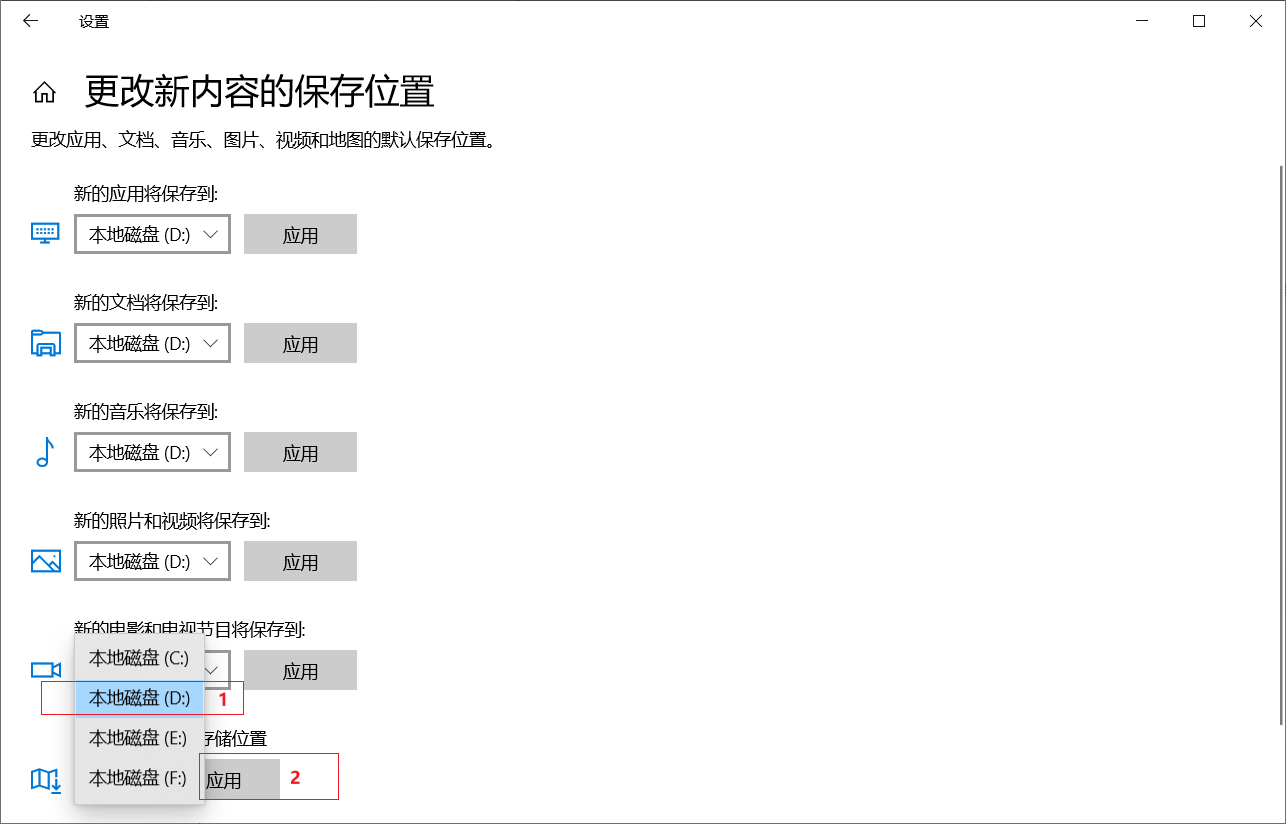 设置
更改新内容的保存位置
更改应用、文档、音乐、图片、视频和地图的默认保存位置。
新的应用将保存到:
本地磁盘 (D:) 应用
新的文档将保存到:
本地磁盘 (D:) 应用
新的音乐将保存到:
本地磁盘 (D:) 应用
新的照片和视频将保存到:
本地磁盘 (D:) 应用
新的电影和电视节目将保存到:
本地磁盘 (C:) 应用
本地磁盘 (D:) 1
本地磁盘 (E:) 存储位置
本地磁盘 (F:) 应用 2